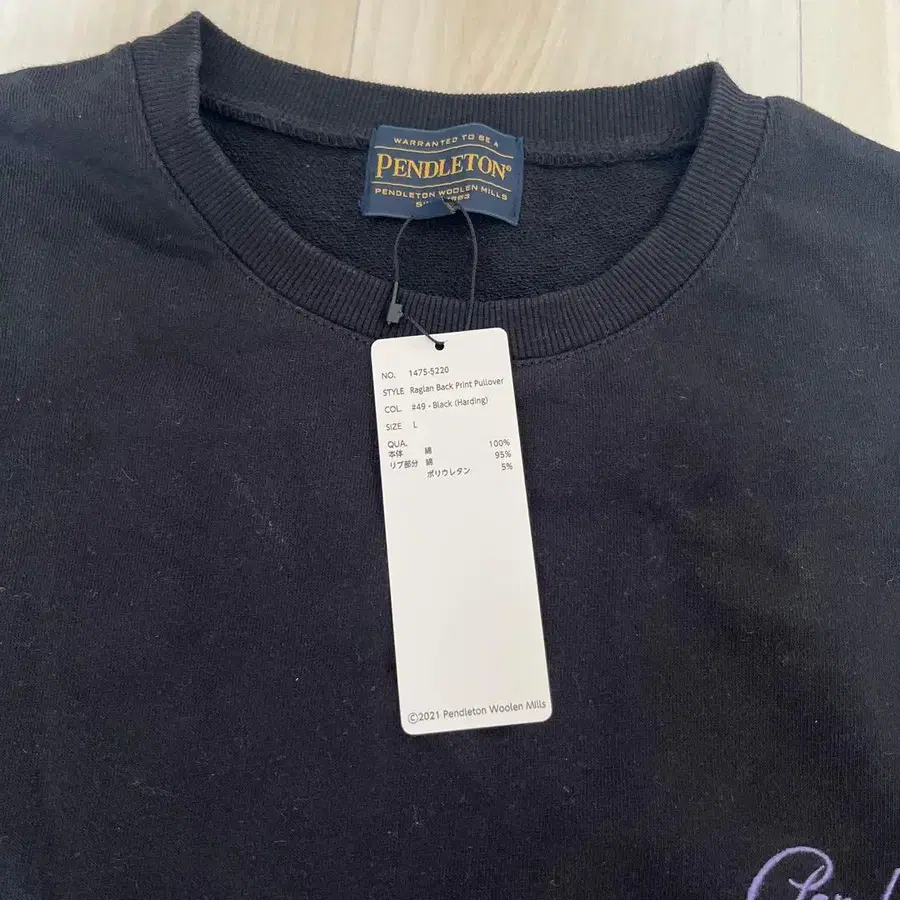 WARRANTED TO BE A
PENDLETON®
PENDLETON WOOLEN MILLS
NO. 1475-5220
STYLE Raglan Back Print Pullover
COL. #49 - Black (Harding)
SIZE L
QUA.
本体 綿 100%
リブ部分 綿 95%
ポリウレタン 5%
©2021 Pendleton Woolen Mills